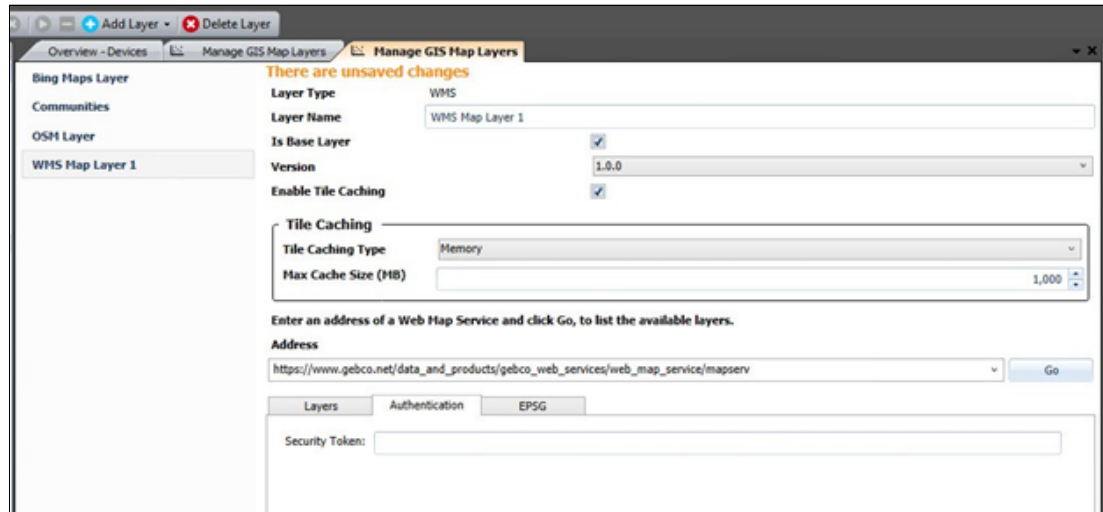 Add Layer Delete Layer
Overview - Devices Manage GIS Map Layers Manage GIS Map Layers
Bing Maps Layer
Communities
OSM Layer
WMS Map Layer 1
There are unsaved changes
Layer Type WMS
Layer Name WMS Map Layer 1
Is Base Layer
Version 1.0.0
Enable Tile Caching
Tile Caching
Tile Caching Type Memory
Max Cache Size (MB) 1,000
Enter an address of a Web Map Service and click Go, to list the available layers.
Address
https://www.gebco.net/data_and_products/gebco_web_services/web_map_service/mapserv Go
Layers Authentication EPSG
Security Token: